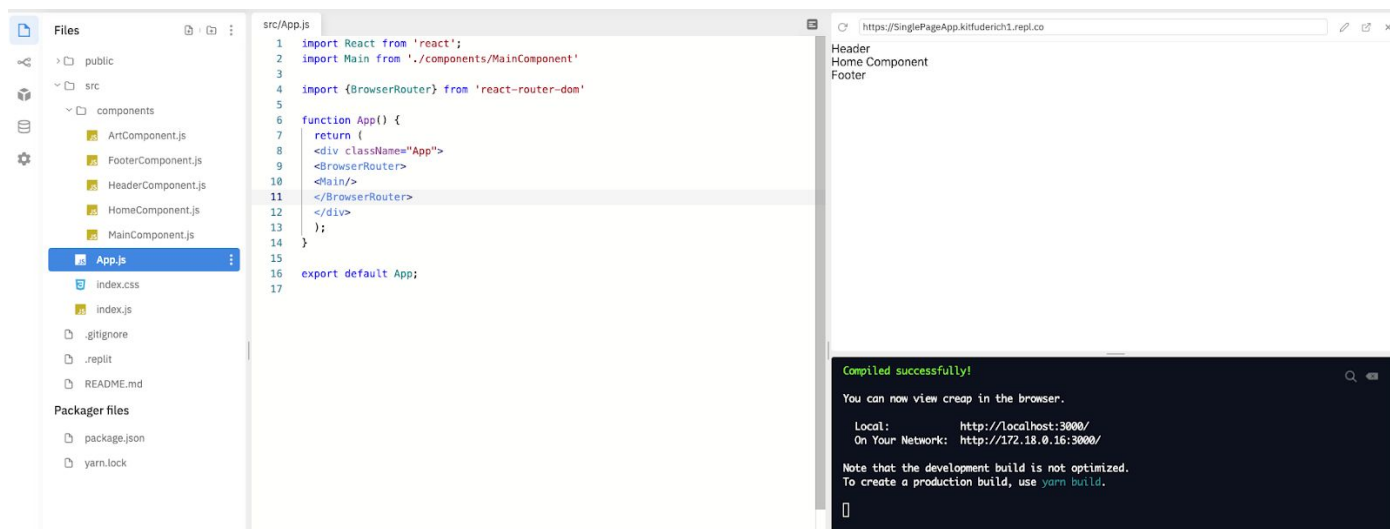 Files
public
src
components
ArtComponent.js
FooterComponent.js
HeaderComponent.js
HomeComponent.js
MainComponent.js
App.js
index.css
index.js
.gitignore
.replit
README.md
Packager files
package.json
yarn.lock
src/App.js
1 import React from 'react';
2 import Main from './components/MainComponent'
3
4 import {BrowserRouter} from 'react-router-dom'
5
6 function App() {
7 return (
8 <div className="App">
9 <BrowserRouter>
10 <Main/>
11 </BrowserRouter>
12 </div>
13 );
14 }
15
16 export default App;
17
https://SinglePageApp.kitfuderich1.repl.co
Header
Home Component
Footer
Compiled successfully!
You can now view creap in the browser.
Local: http://localhost:3000/
On Your Network: http://172.18.0.16:3000/
Note that the development build is not optimized.
To create a production build, use yarn build.